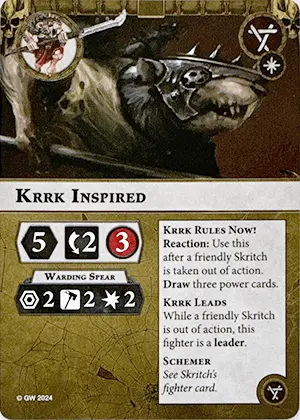 Krrk Inspired
5 2 3
Warding Spear
2 2 2
Krrk Rules Now!
Reaction: Use this
after a friendly Skritch
is taken out of action.
Draw three power cards.
Krrk Leads
While a friendly Skritch
is out of action, this
fighter is a leader.
Schemer
See Skritch's
fighter card.
© GW 2024